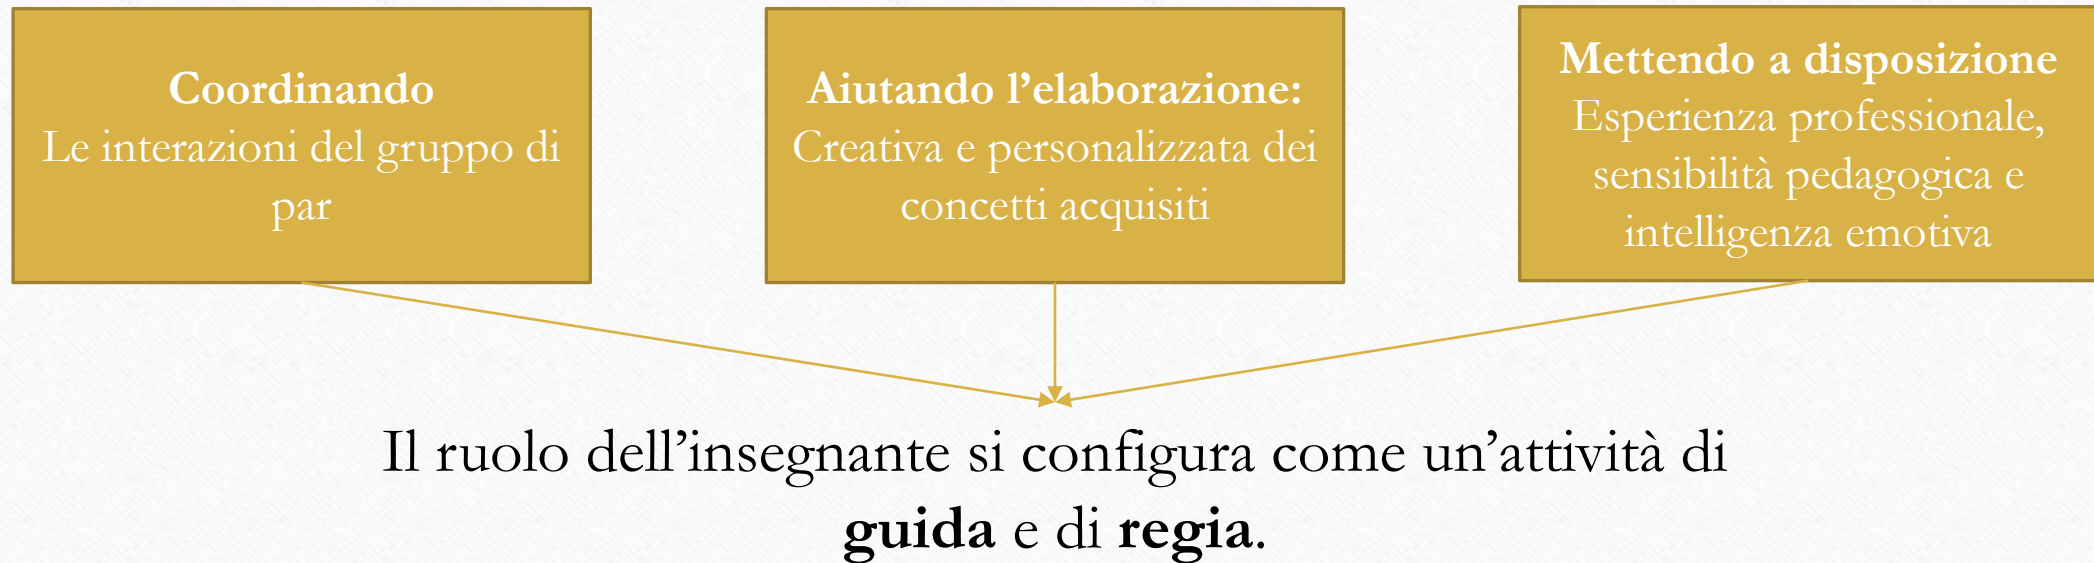 Coordinando
Le interazioni del gruppo di
par
Aiutando l’elaborazione:
Creativa e personalizzata dei
concetti acquisiti
Mettendo a disposizione
Esperienza professionale,
sensibilità pedagogica e
intelligenza emotiva
Il ruolo dell’insegnante si configura come un’attività di
guida e di regia.